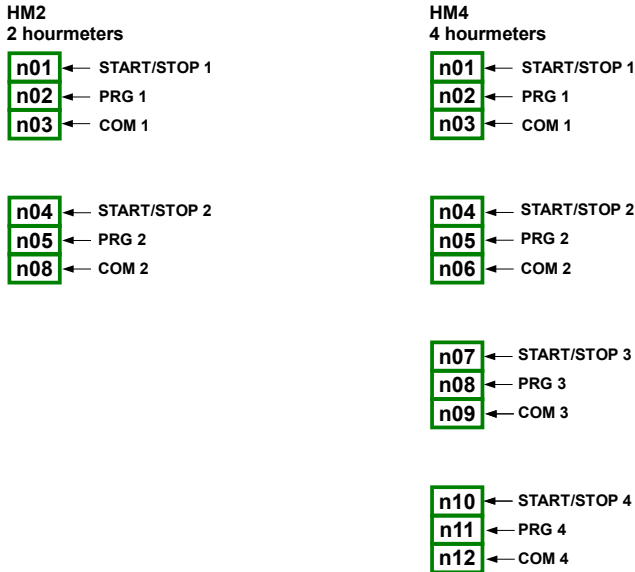 HM2
2 hourmeters
n01 START/STOP 1
n02 PRG 1
n03 COM 1
n04 START/STOP 2
n05 PRG 2
n08 COM 2
HM4
4 hourmeters
n01 START/STOP 1
n02 PRG 1
n03 COM 1
n04 START/STOP 2
n05 PRG 2
n06 COM 2
n07 START/STOP 3
n08 PRG 3
n09 COM 3
n10 START/STOP 4
n11 PRG 4
n12 COM 4